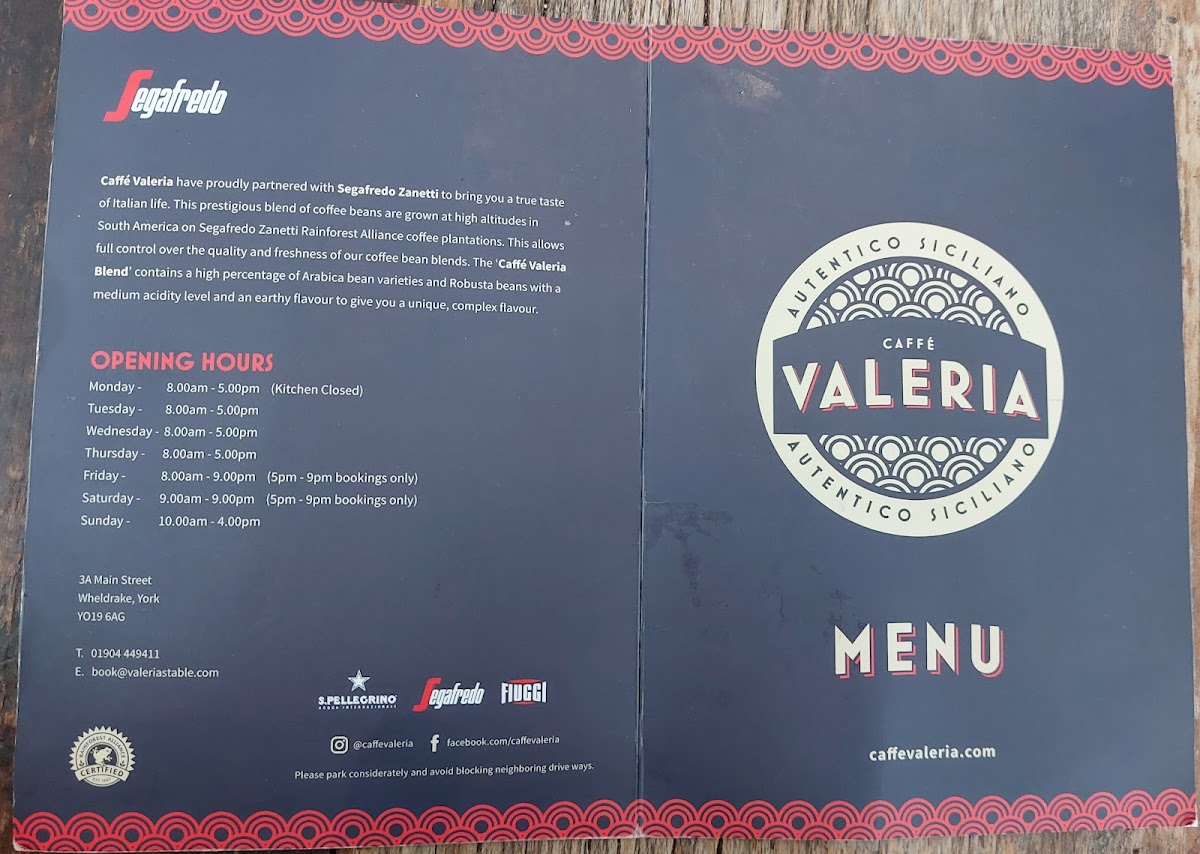 Segafredo
Caffé Valeria have proudly partnered with Segafredo Zanetti to bring you a true taste
of Italian life. This prestigious blend of coffee beans are grown at high altitudes in
South America on Segafredo Zanetti Rainforest Alliance coffee plantations. This allows
full control over the quality and freshness of our coffee bean blends. The ‘Caffé Valeria
Blend’ contains a high percentage of Arabica bean varieties and Robusta beans with a
medium acidity level and an earthy flavour to give you a unique, complex flavour.
OPENING HOURS
Monday - 8.00am - 5.00pm (Kitchen Closed)
Tuesday - 8.00am - 5.00pm
Wednesday - 8.00am - 5.00pm
Thursday - 8.00am - 5.00pm
Friday - 8.00am - 9.00pm (5pm - 9pm bookings only)
Saturday - 9.00am - 9.00pm (5pm - 9pm bookings only)
Sunday - 10.00am - 4.00pm
3A Main Street
Wheldrake, York
YO19 6AG
T. 01904 449411
E. book@valeriastable.com
S.PELLEGRINO
ACQUA INTERNAZIONALE
Segafredo
FIUGGI
@caffevaleria facebook.com/caffevaleria
RAINFOREST ALLIANCE
CERTIFIED
EST. 1987
Please park considerately and avoid blocking neighboring drive ways.
AUTENTICO SICILIANO
CAFFÉ
VALERIA
AUTENTICO SICILIANO
MENU
caffevaleria.com